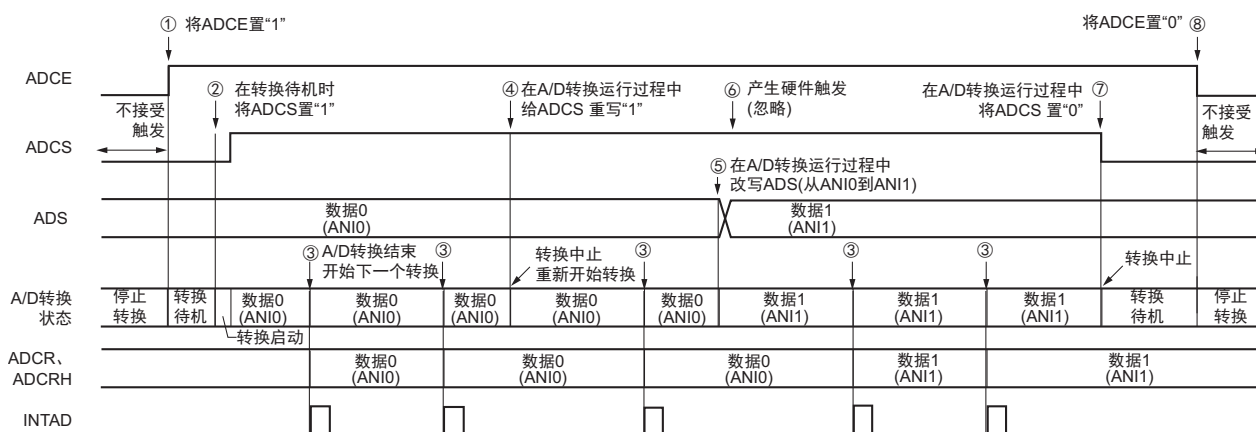 ① 将ADCE置“1”
将ADCE置“0” ⑧
ADCE
不接受
触发
② 在转换待机时
将ADCS置“1”
④ 在A/D转换运行过程中
给ADCS 重写“1”
⑥ 产生硬件触发
(忽略)
在A/D转换运行过程中 ⑦
将ADCS 置“0”
不接受
触发
ADCS
⑤ 在A/D转换运行过程中
改写ADS(从ANI0到ANI1)
ADS
数据0
(ANI0)
数据1
(ANI1)
③ A/D转换结束
开始下一个转换
③
转换中止
重新开始转换
③
③
③
转换中止
A/D转换
状态
停止
转换
转换
待机
转换启动
数据0
(ANI0)
数据0
(ANI0)
数据0
(ANI0)
数据0
(ANI0)
数据0
(ANI0)
数据1
(ANI1)
数据1
(ANI1)
数据1
(ANI1)
转换
待机
停止
转换
ADCR、
ADCRH
数据0
(ANI0)
数据0
(ANI0)
数据0
(ANI0)
数据1
(ANI1)
数据1
(ANI1)
INTAD